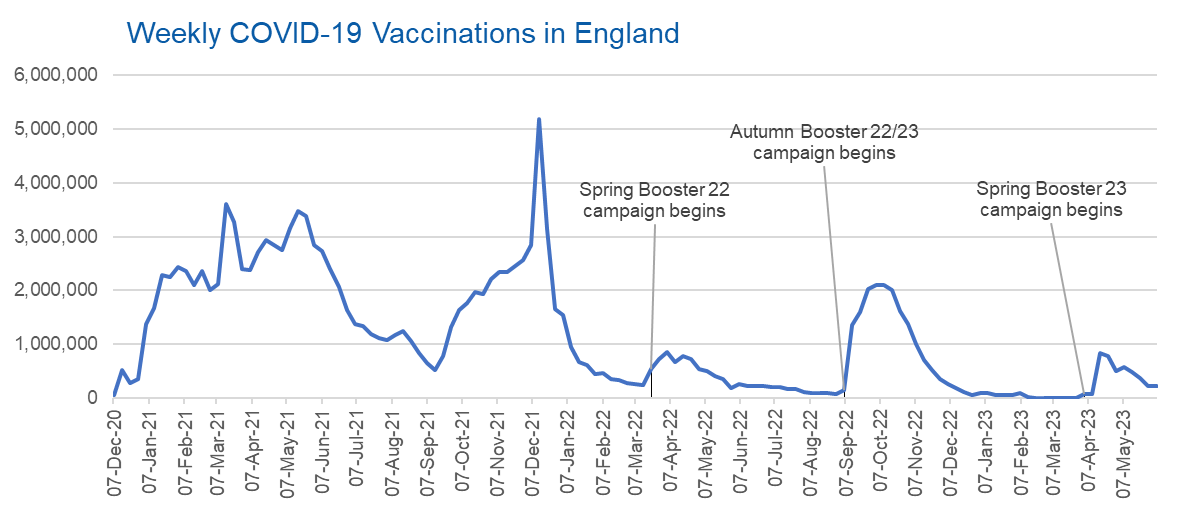 Weekly COVID-19 Vaccinations in England
6,000,000
5,000,000
4,000,000
3,000,000
2,000,000
1,000,000
0
Autumn Booster 22/23
campaign begins
Spring Booster 22
campaign begins
Spring Booster 23
campaign begins
07-Dec-20
07-Jan-21
07-Feb-21
07-Mar-21
07-Apr-21
07-May-21
07-Jun-21
07-Jul-21
07-Aug-21
07-Sep-21
07-Oct-21
07-Nov-21
07-Dec-21
07-Jan-22
07-Feb-22
07-Mar-22
07-Apr-22
07-May-22
07-Jun-22
07-Jul-22
07-Aug-22
07-Sep-22
07-Oct-22
07-Nov-22
07-Dec-22
07-Jan-23
07-Feb-23
07-Mar-23
07-Apr-23
07-May-23